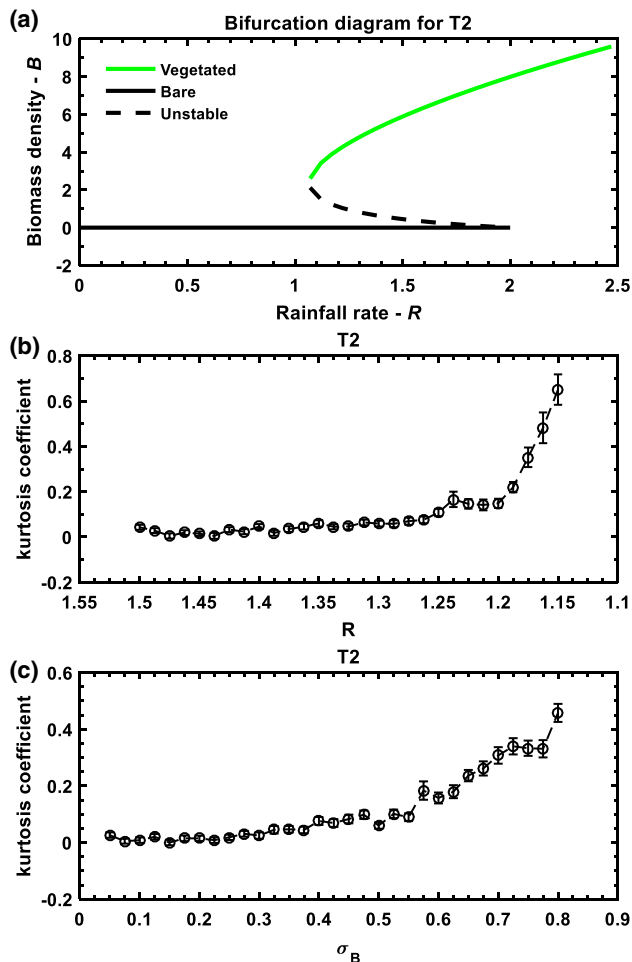 (a)
Bifurcation diagram for T2
Biomass density - B
10
8
6
4
2
0
-2
Vegetated
Bare
Unstable
0 0.5 1 1.5 2 2.5
Rainfall rate - R
(b)
T2
kurtosis coefficient
0.8
0.6
0.4
0.2
0
-0.2
1.55 1.5 1.45 1.4 1.35 1.3 1.25 1.2 1.15 1.1
R
(c)
T2
kurtosis coefficient
0.6
0.4
0.2
0
-0.2
0 0.1 0.2 0.3 0.4 0.5 0.6 0.7 0.8 0.9
σB